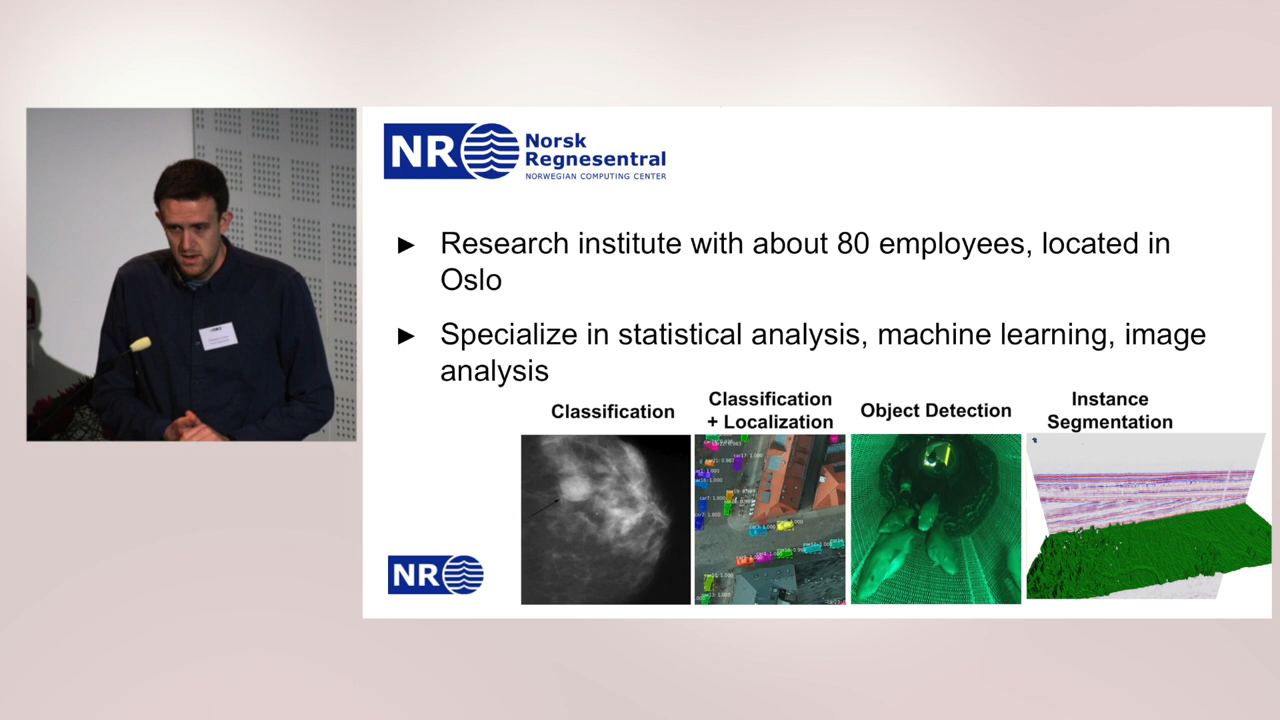 NR
Norsk
Regnesentral
NORWEGIAN COMPUTING CENTER
► Research institute with about 80 employees, located in
Oslo
► Specialize in statistical analysis, machine learning, image
analysis
Classification
Classification
+ Localization
Object Detection
Instance
Segmentation
NR